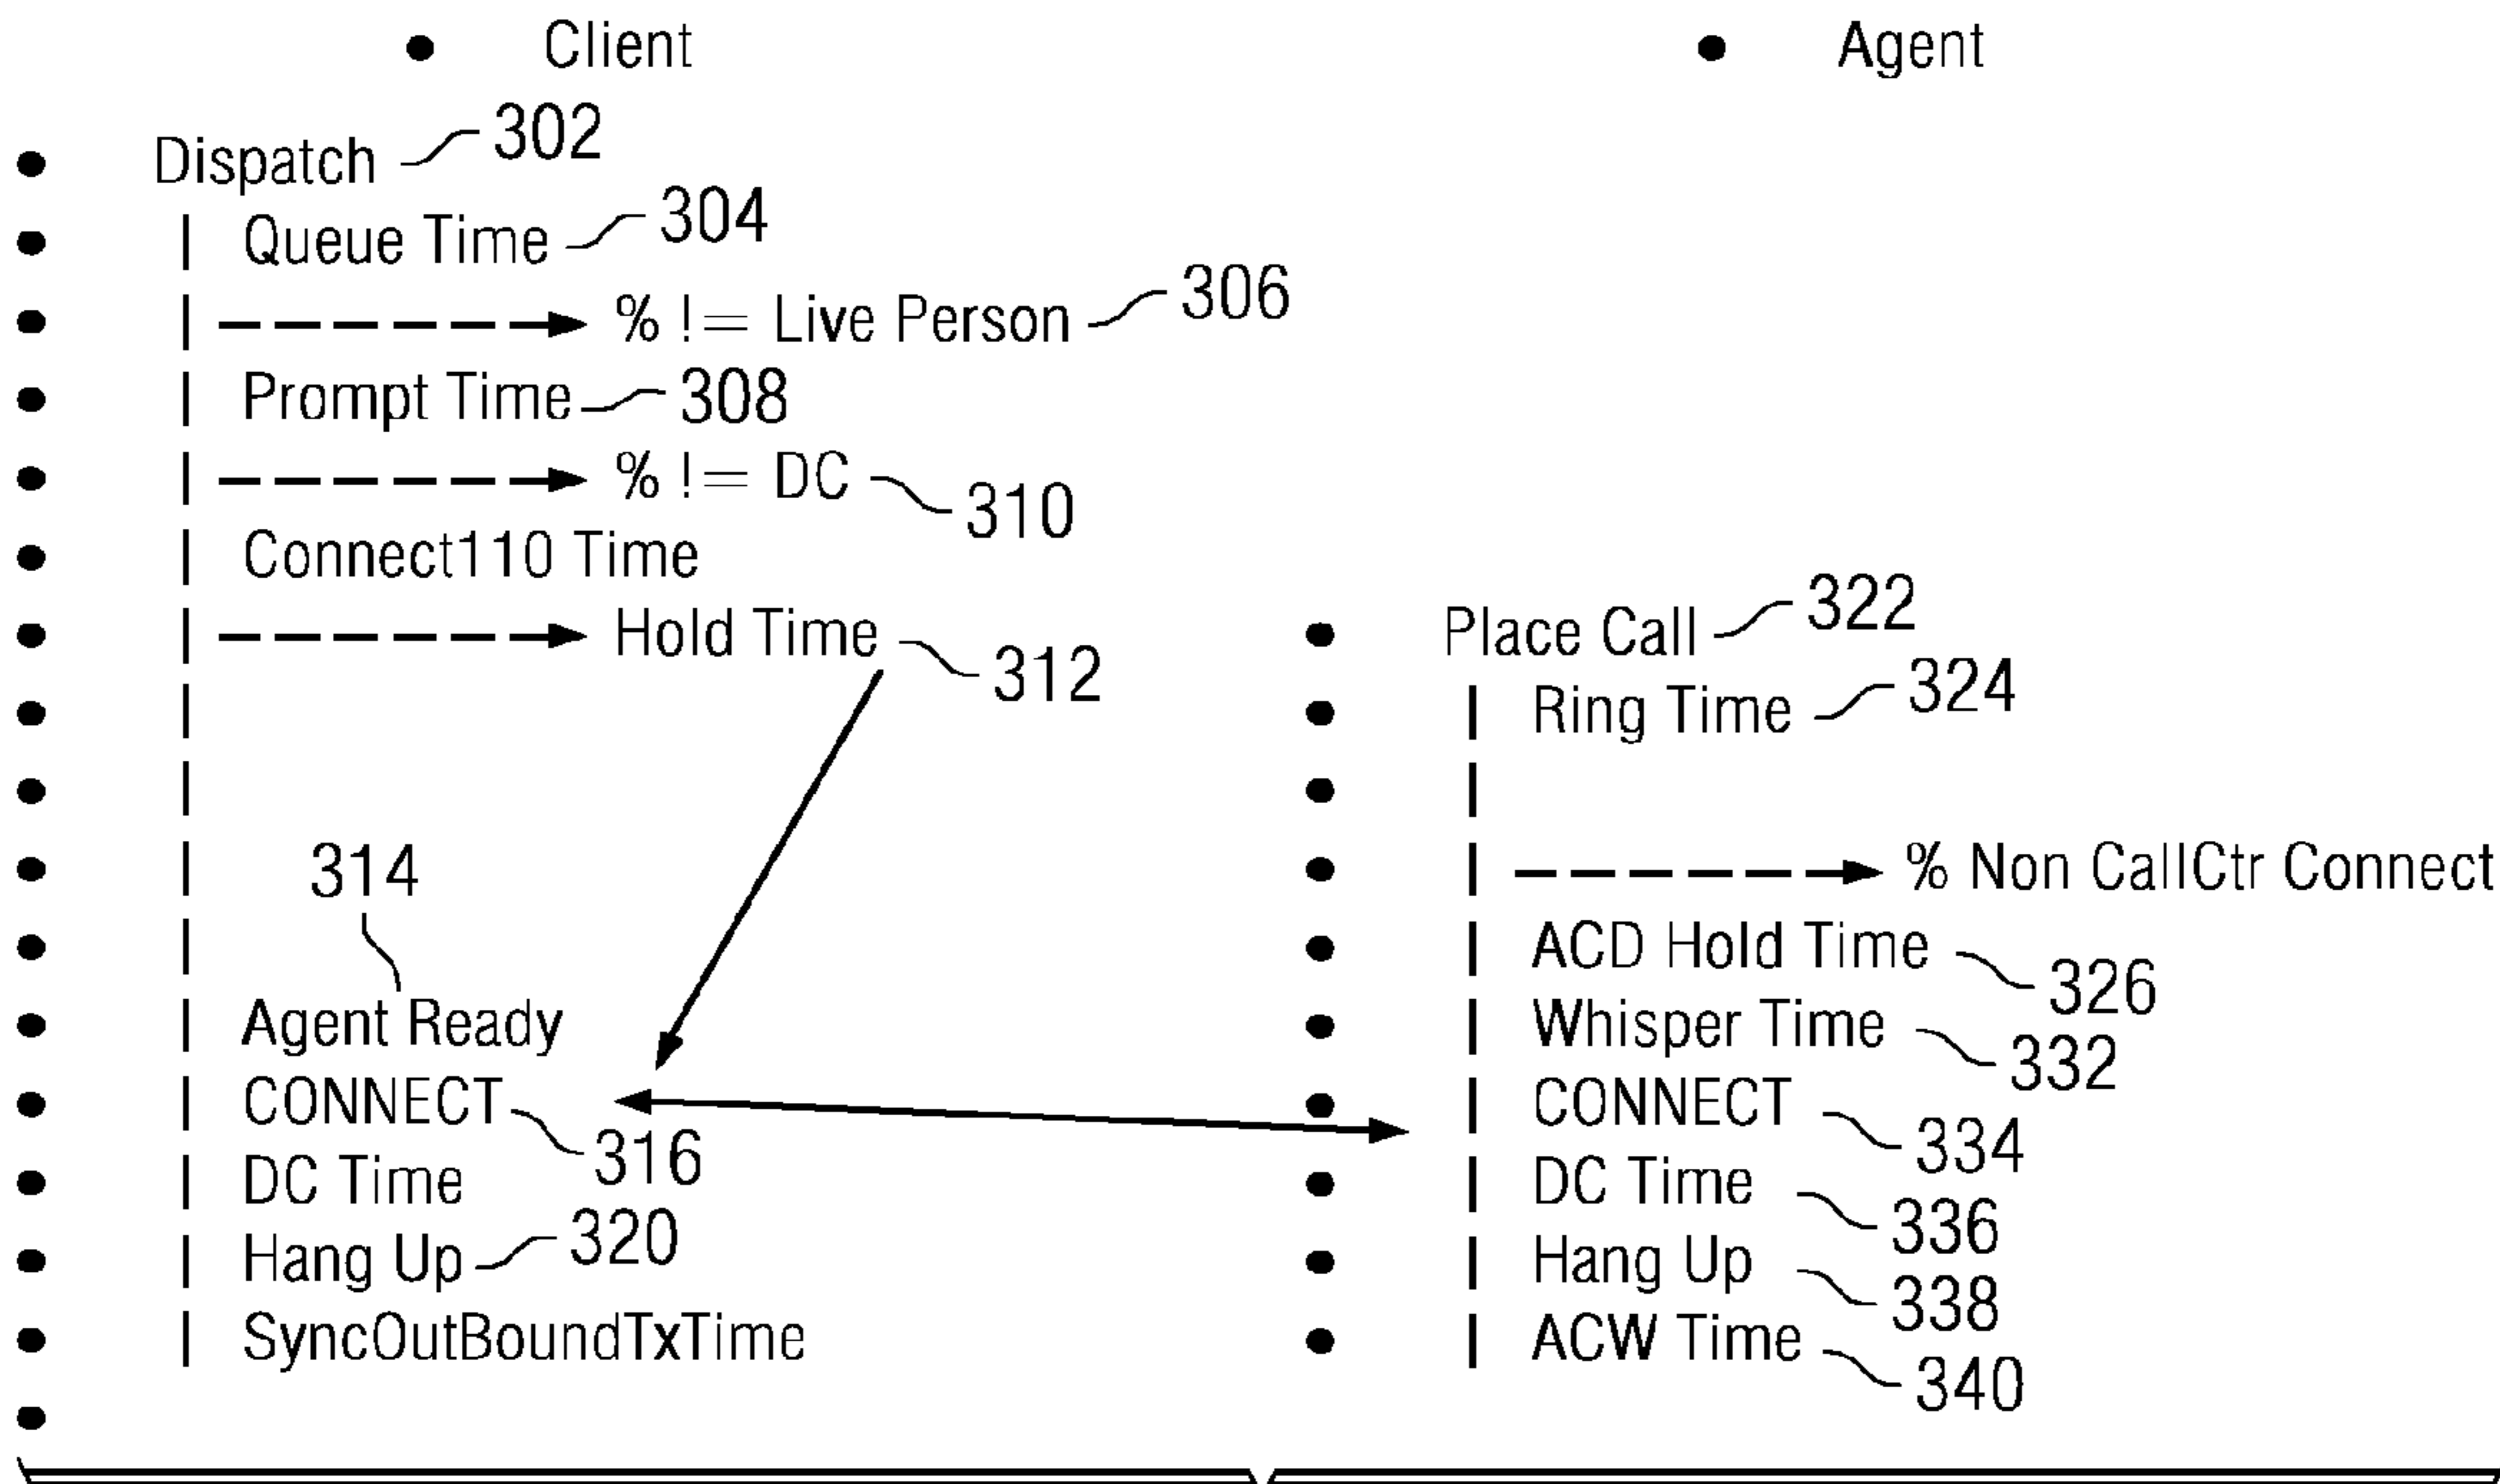 • Client
• Agent
• Dispatch 302
• | Queue Time 304
• | % != Live Person 306
• | Prompt Time 308
• | % != DC 310
• | Connect110 Time
• | Hold Time 312
• |
• |
• | 314
• |
• | Agent Ready
• | CONNECT 316
• | DC Time
• | Hang Up 320
• | SyncOutBoundTxTime
•
• Place Call 322
• | Ring Time 324
• |
• | % Non CallCtr Connect
• | ACD Hold Time 326
• | Whisper Time 332
• | CONNECT 334
• | DC Time 336
• | Hang Up 338
• | ACW Time 340